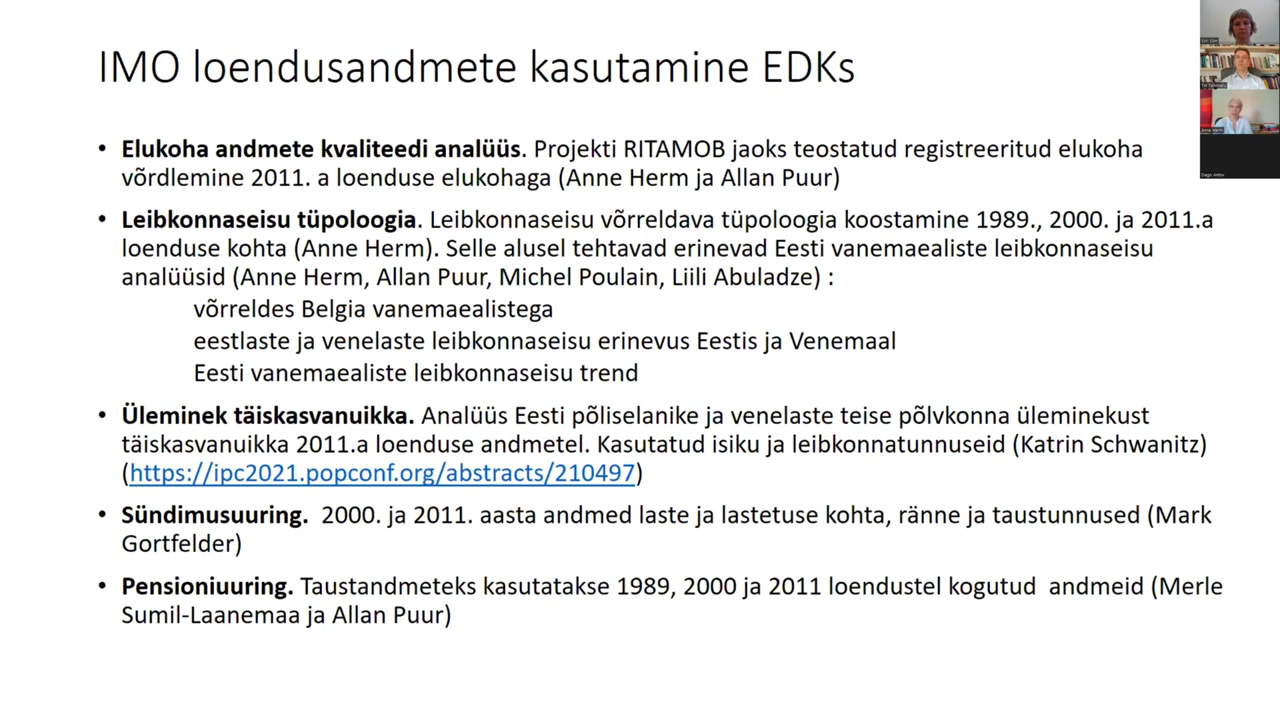 IMO loendusandmete kasutamine EDKs
• Elukoha andmete kvaliteedi analüüs. Projekti RITAMOB jaoks teostatud registreeritud elukoha
võrdlemine 2011. a loenduse elukohaga (Anne Herm ja Allan Puur)
• Leibkonnaseisu tüpoloogia. Leibkonnaseisu võrreldava tüpoloogia koostamine 1989., 2000. ja 2011.a
loenduse kohta (Anne Herm). Selle alusel tehtavad erinevad Eesti vanemaealiste leibkonnaseisu
analüüsid (Anne Herm, Allan Puur, Michel Poulain, Liili Abuladze) :
võrreldes Belgia vanemaealistega
eestlaste ja venelaste leibkonnaseisu erinevus Eestis ja Venemaal
Eesti vanemaealiste leibkonnaseisu trend
• Üleminek täiskasvanuikka. Analüüs Eesti põliselanike ja venelaste teise põlvkonna üleminekust
täiskasvanuikka 2011.a loenduse andmetel. Kasutatud isiku ja leibkonnatunnuseid (Katrin Schwanitz)
(https://ipc2021.popconf.org/abstracts/210497)
• Sündimusuuring. 2000. ja 2011. aasta andmed laste ja lastetuse kohta, ränne ja taustunnused (Mark
Gortfelder)
• Pensioniuuring. Taustandmeteks kasutatakse 1989, 2000 ja 2011 loendustel kogutud andmeid (Merle
Sumil-Laanemaa ja Allan Puur)
Anne Herm